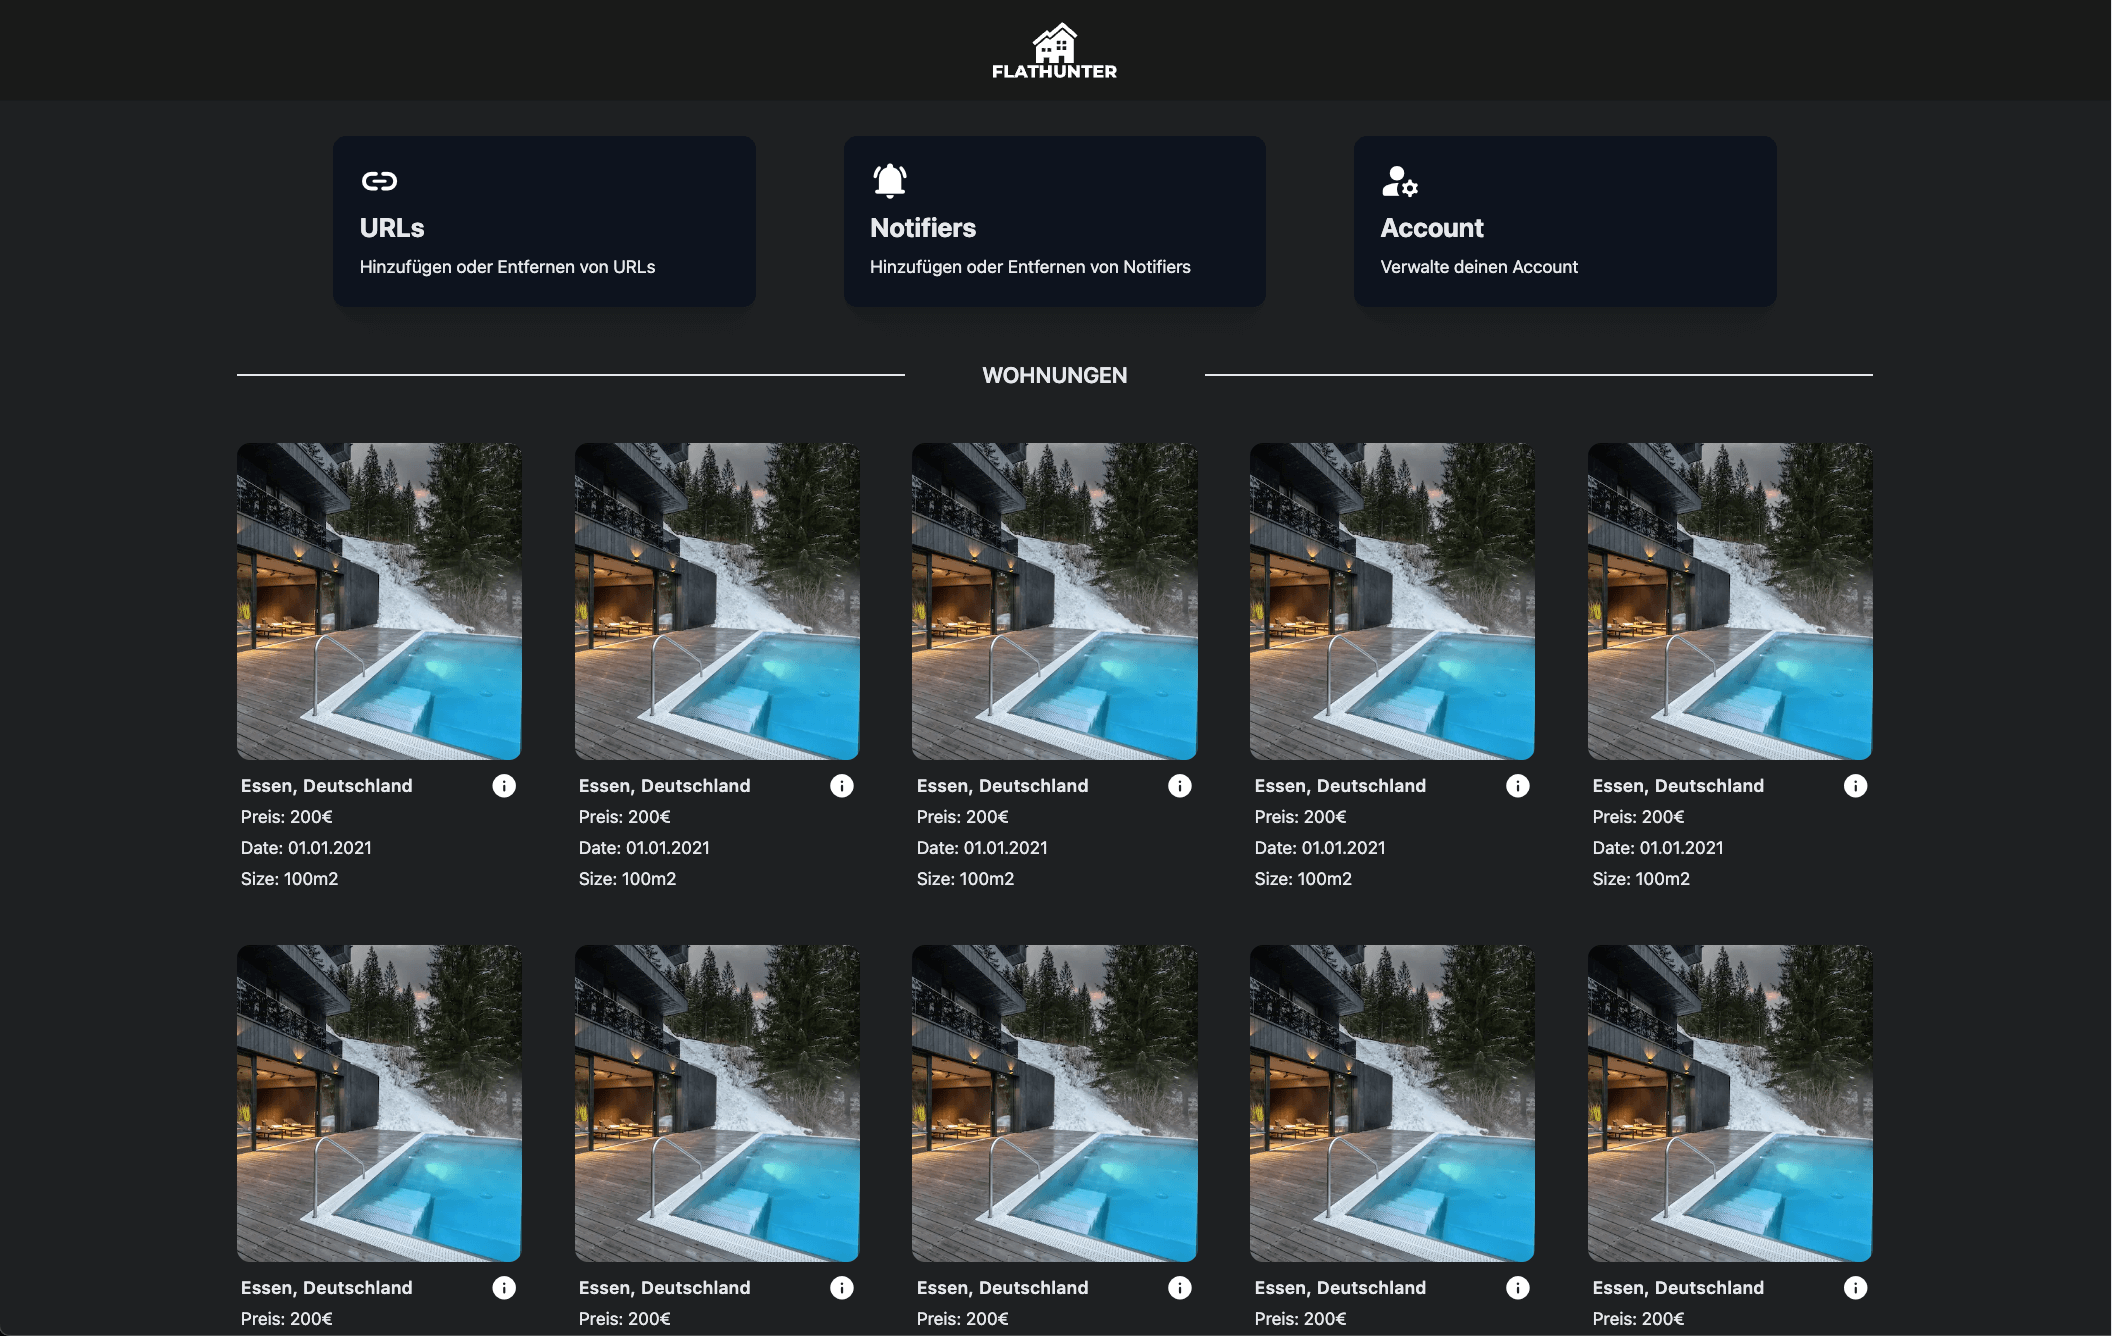 FLATHUNTER
URLs
Hinzufügen oder Entfernen von URLs
Notifiers
Hinzufügen oder Entfernen von Notifiers
Account
Verwalte deinen Account
WOHNUNGEN
Essen, Deutschland
Preis: 200€
Date: 01.01.2021
Size: 100m2
Essen, Deutschland
Preis: 200€
Date: 01.01.2021
Size: 100m2
Essen, Deutschland
Preis: 200€
Date: 01.01.2021
Size: 100m2
Essen, Deutschland
Preis: 200€
Date: 01.01.2021
Size: 100m2
Essen, Deutschland
Preis: 200€
Date: 01.01.2021
Size: 100m2
Essen, Deutschland
Preis: 200€
Essen, Deutschland
Preis: 200€
Essen, Deutschland
Preis: 200€
Essen, Deutschland
Preis: 200€
Essen, Deutschland
Preis: 200€